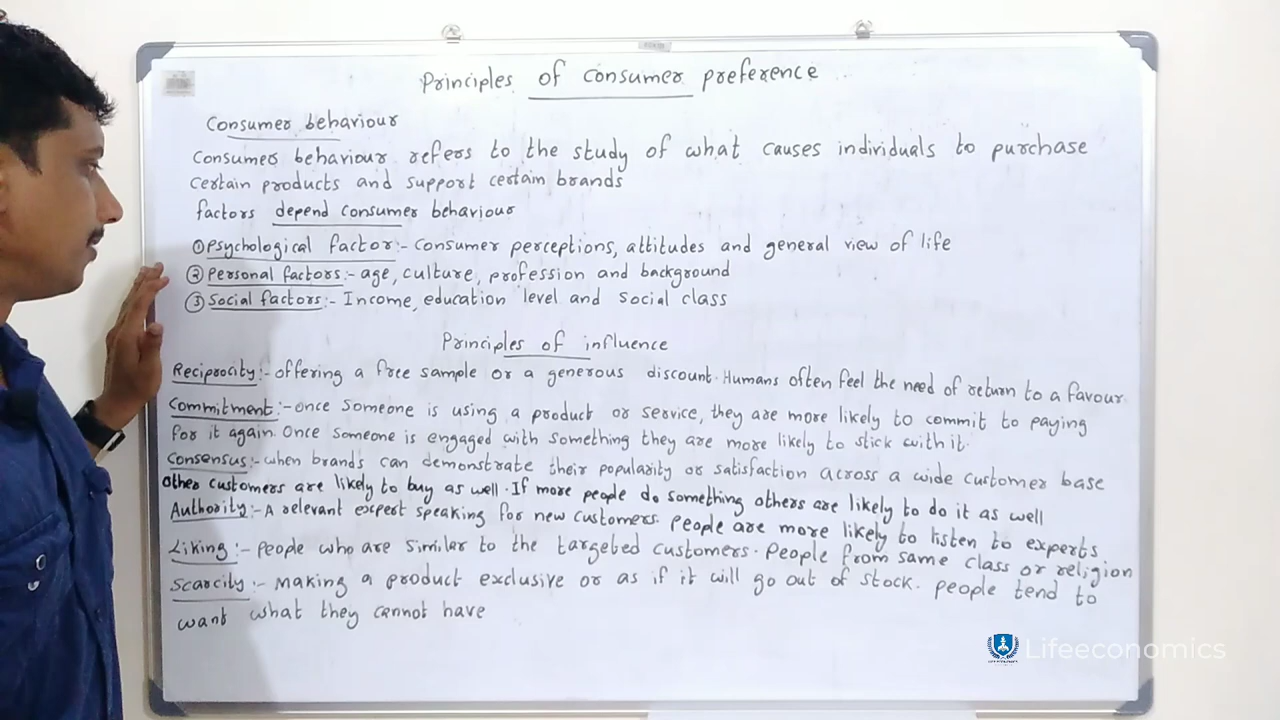 Principles of consumer preference
Consumer behaviour
Consumer behaviour refers to the study of what causes individuals to purchase
certain products and support certain brands
factors depend consumer behaviour
① Psychological factor:- Consumer perceptions, attitudes and general view of life
② Personal factors:- age, culture, profession and background
③ Social factors:- Income, education level and social class
Principles of influence
Reciprocity:- offering a free sample or a generous discount. Humans often feel the need of return to a favour.
Commitment:- once someone is using a product or service, they are more likely to commit to paying
for it again. Once someone is engaged with something they are more likely to stick with it.
Consensus:- when brands can demonstrate their popularity or satisfaction across a wide customer base
other customers are likely to buy as well. If more people do something others are likely to do it as well
Authority:- A relevant expert speaking for new customers. People are more likely to listen to experts
Liking:- People who are similar to the targeted customers. People from same class or religion
Scarcity:- Making a product exclusive or as if it will go out of stock. people tend to
want what they cannot have
Lifeeconomics